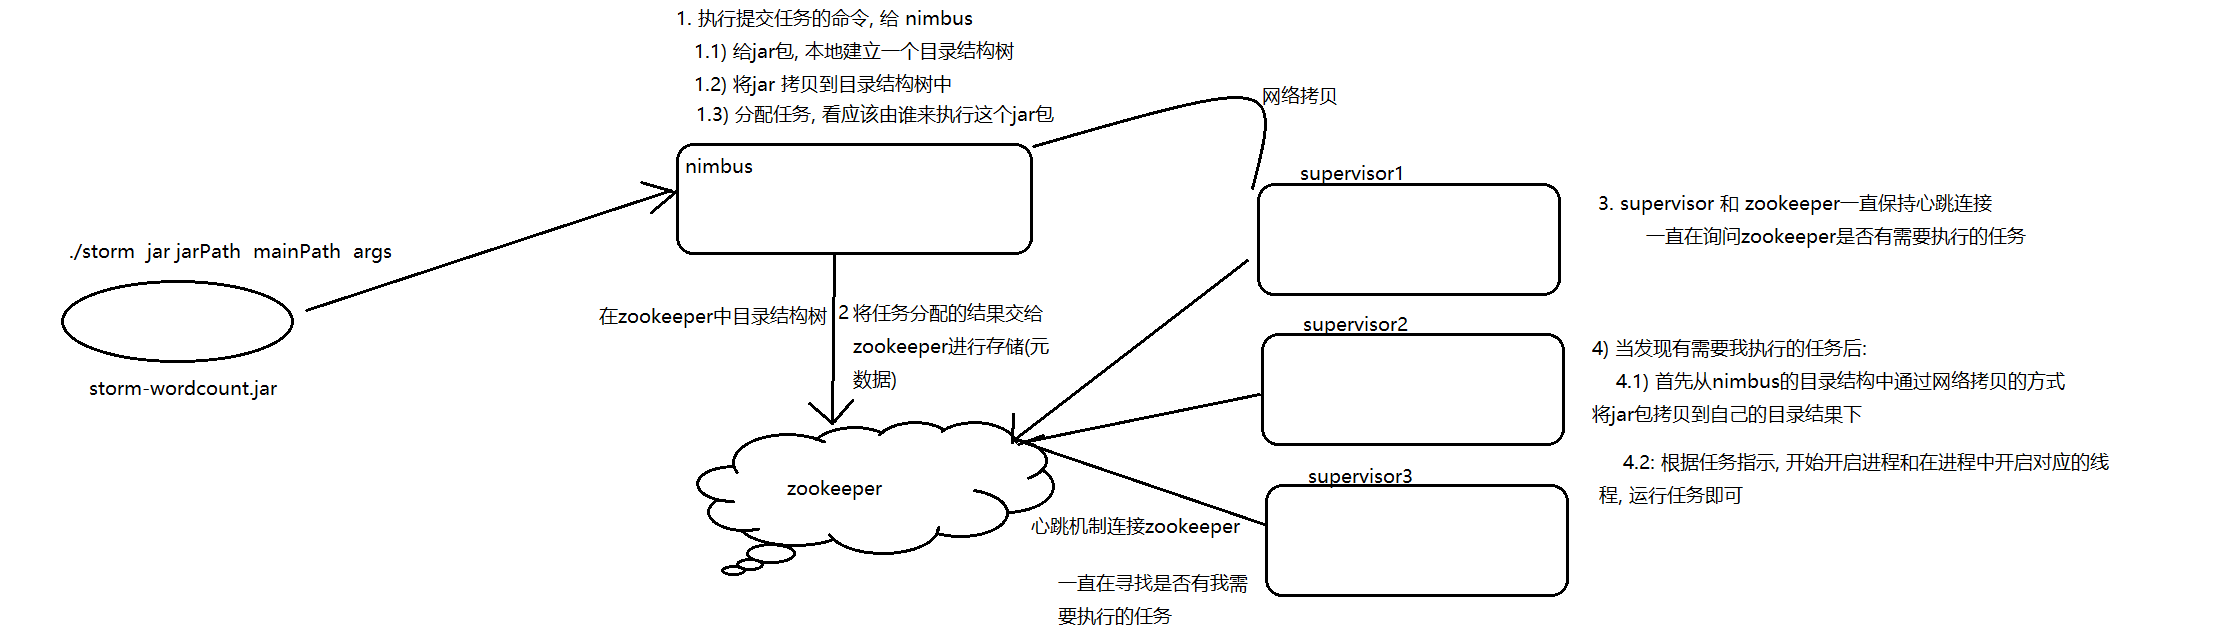 1. 执行提交任务的命令, 给 nimbus
1.1) 给jar包, 本地建立一个目录结构树
1.2) 将jar 拷贝到目录结构树中
1.3) 分配任务, 看应该由谁来执行这个jar包
网络拷贝
nimbus
supervisor1
3. supervisor 和 zookeeper一直保持心跳连接
一直在询问zookeeper是否有需要执行的任务
./storm jar jarPath mainPath args
storm-wordcount.jar
在zookeeper中目录结构树
2 将任务分配的结果交给
zookeeper进行存储(元
数据)
supervisor2
4) 当发现有需要我执行的任务后:
4.1) 首先从nimbus的目录结构中通过网络拷贝的方式
将jar包拷贝到自己的目录结果下
4.2: 根据任务指示, 开始开启进程和在进程中开启对应的线
程, 运行任务即可
zookeeper
supervisor3
心跳机制连接zookeeper
一直在寻找是否有我需
要执行的任务